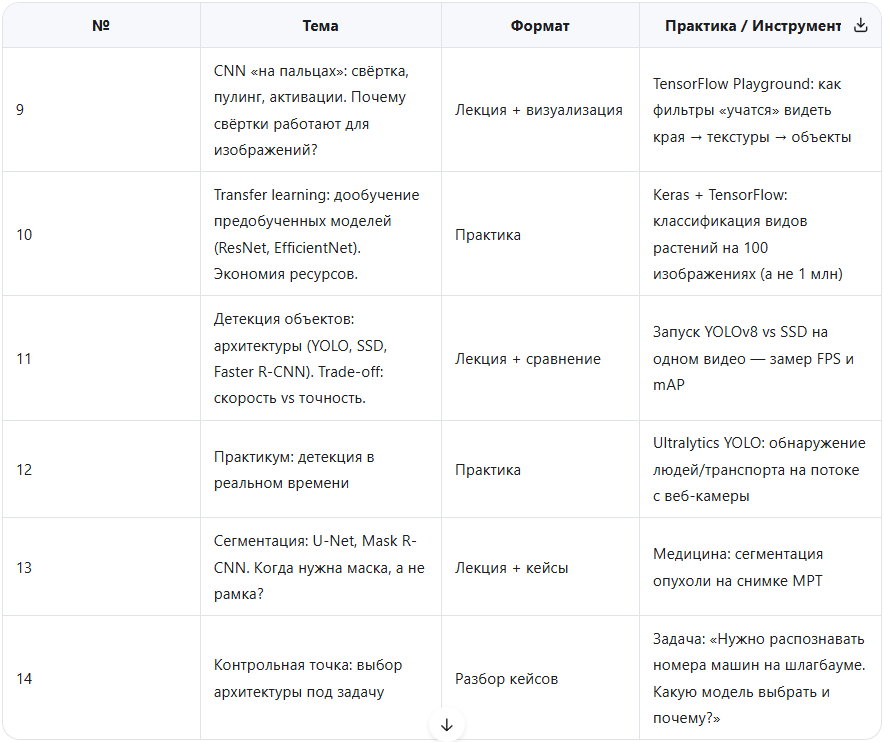 №
Тема
Формат
Практика / Инструмент
9
CNN «на пальцах»: свёртка,
пулинг, активации. Почему
свёртки работают для
изображений?
Лекция + визуализация
TensorFlow Playground: как
фильтры «учатся» видеть
края → текстуры → объекты
10
Transfer learning: дообучение
предобученных моделей
(ResNet, EfficientNet).
Экономия ресурсов.
Практика
Keras + TensorFlow:
классификация видов
растений на 100
изображениях (а не 1 млн)
11
Детекция объектов:
архитектуры (YOLO, SSD,
Faster R-CNN). Trade-off:
скорость vs точность.
Лекция + сравнение
Запуск YOLOv8 vs SSD на
одном видео — замер FPS и
mAP
12
Практикум: детекция в
реальном времени
Практика
Ultralytics YOLO: обнаружение
людей/транспорта на потоке
с веб-камеры
13
Сегментация: U-Net, Mask R-
CNN. Когда нужна маска, а не
рамка?
Лекция + кейсы
Медицина: сегментация
опухоли на снимке МРТ
14
Контрольная точка: выбор
архитектуры под задачу
Разбор кейсов
Задача: «Нужно распознавать
номера машин на шлагбауме.
Какую модель выбрать и
почему?»